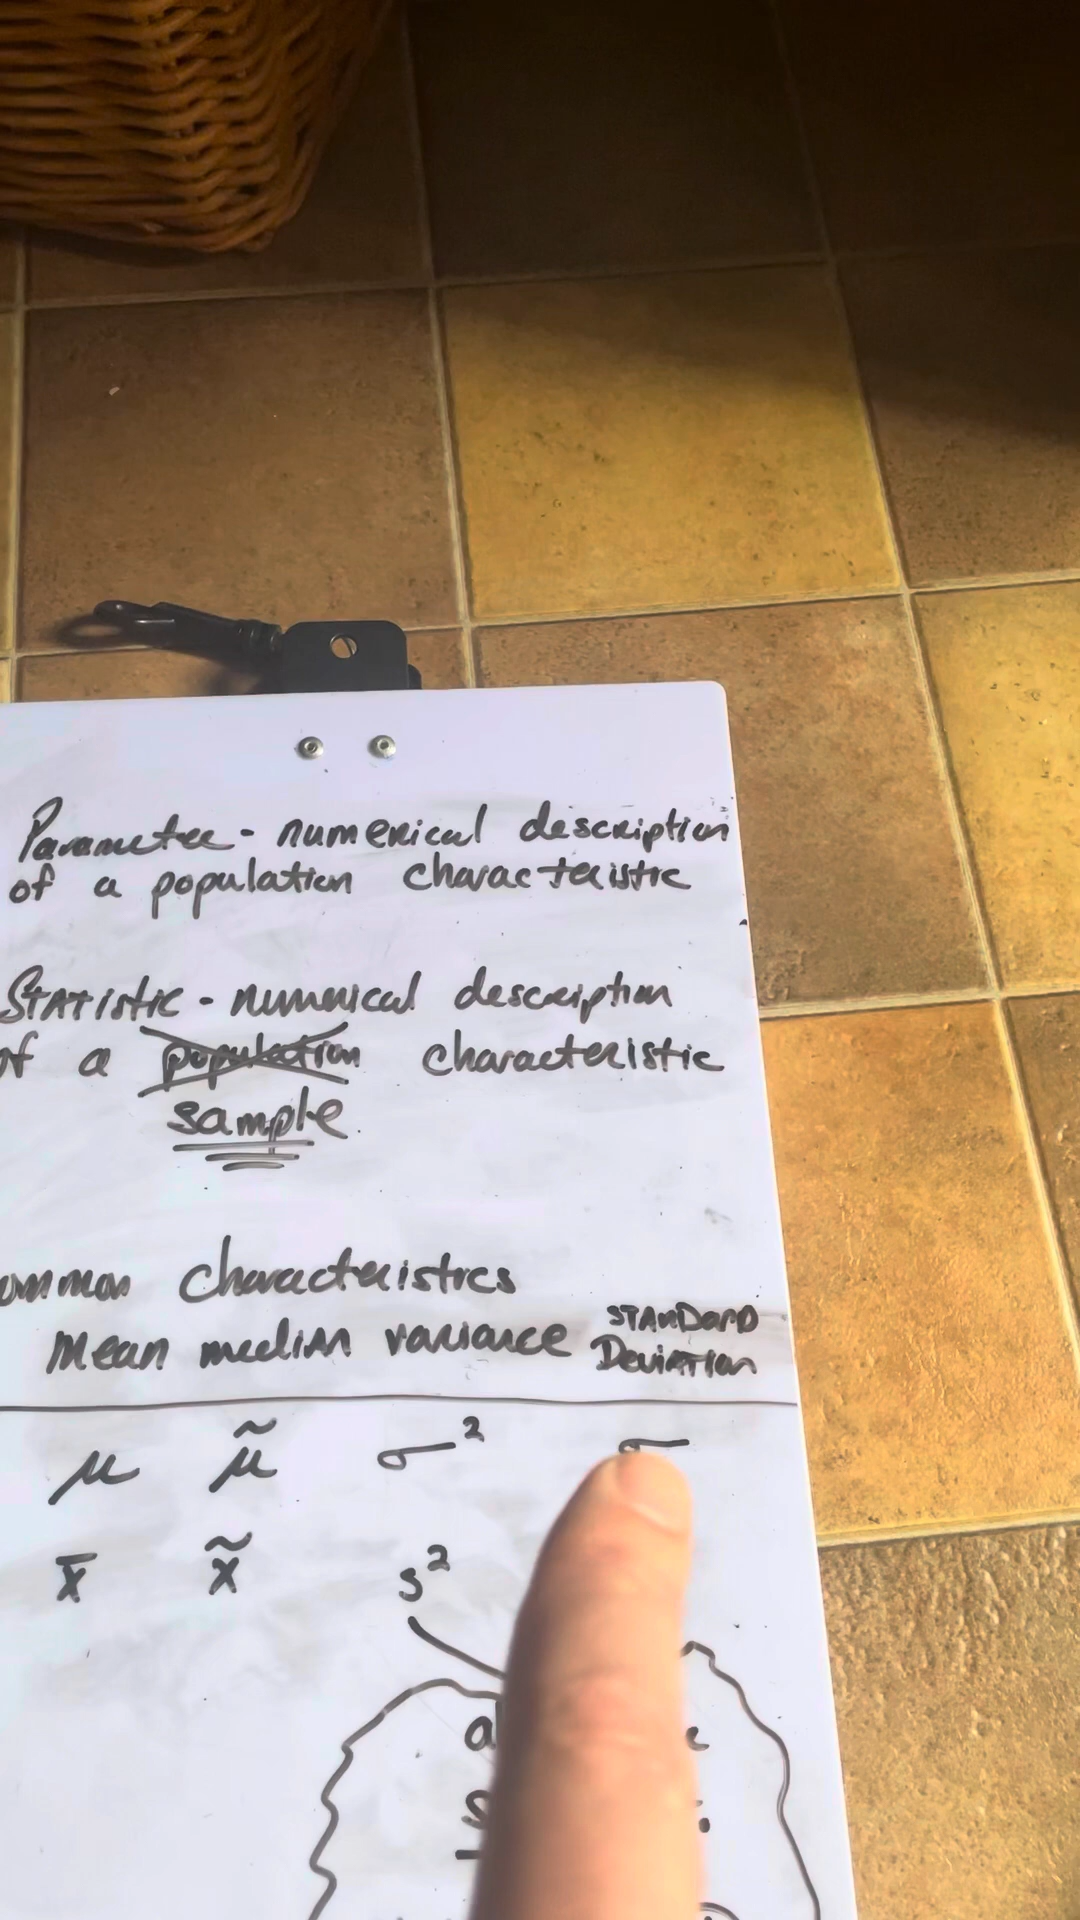 Parameter - numerical description
of a population characteristic
Statistic - numerical description
of a population characteristic
sample
Characteristics
Mean median variance STANDARD Deviation
μ μ̃ σ² σ
x̄ x̃ s²